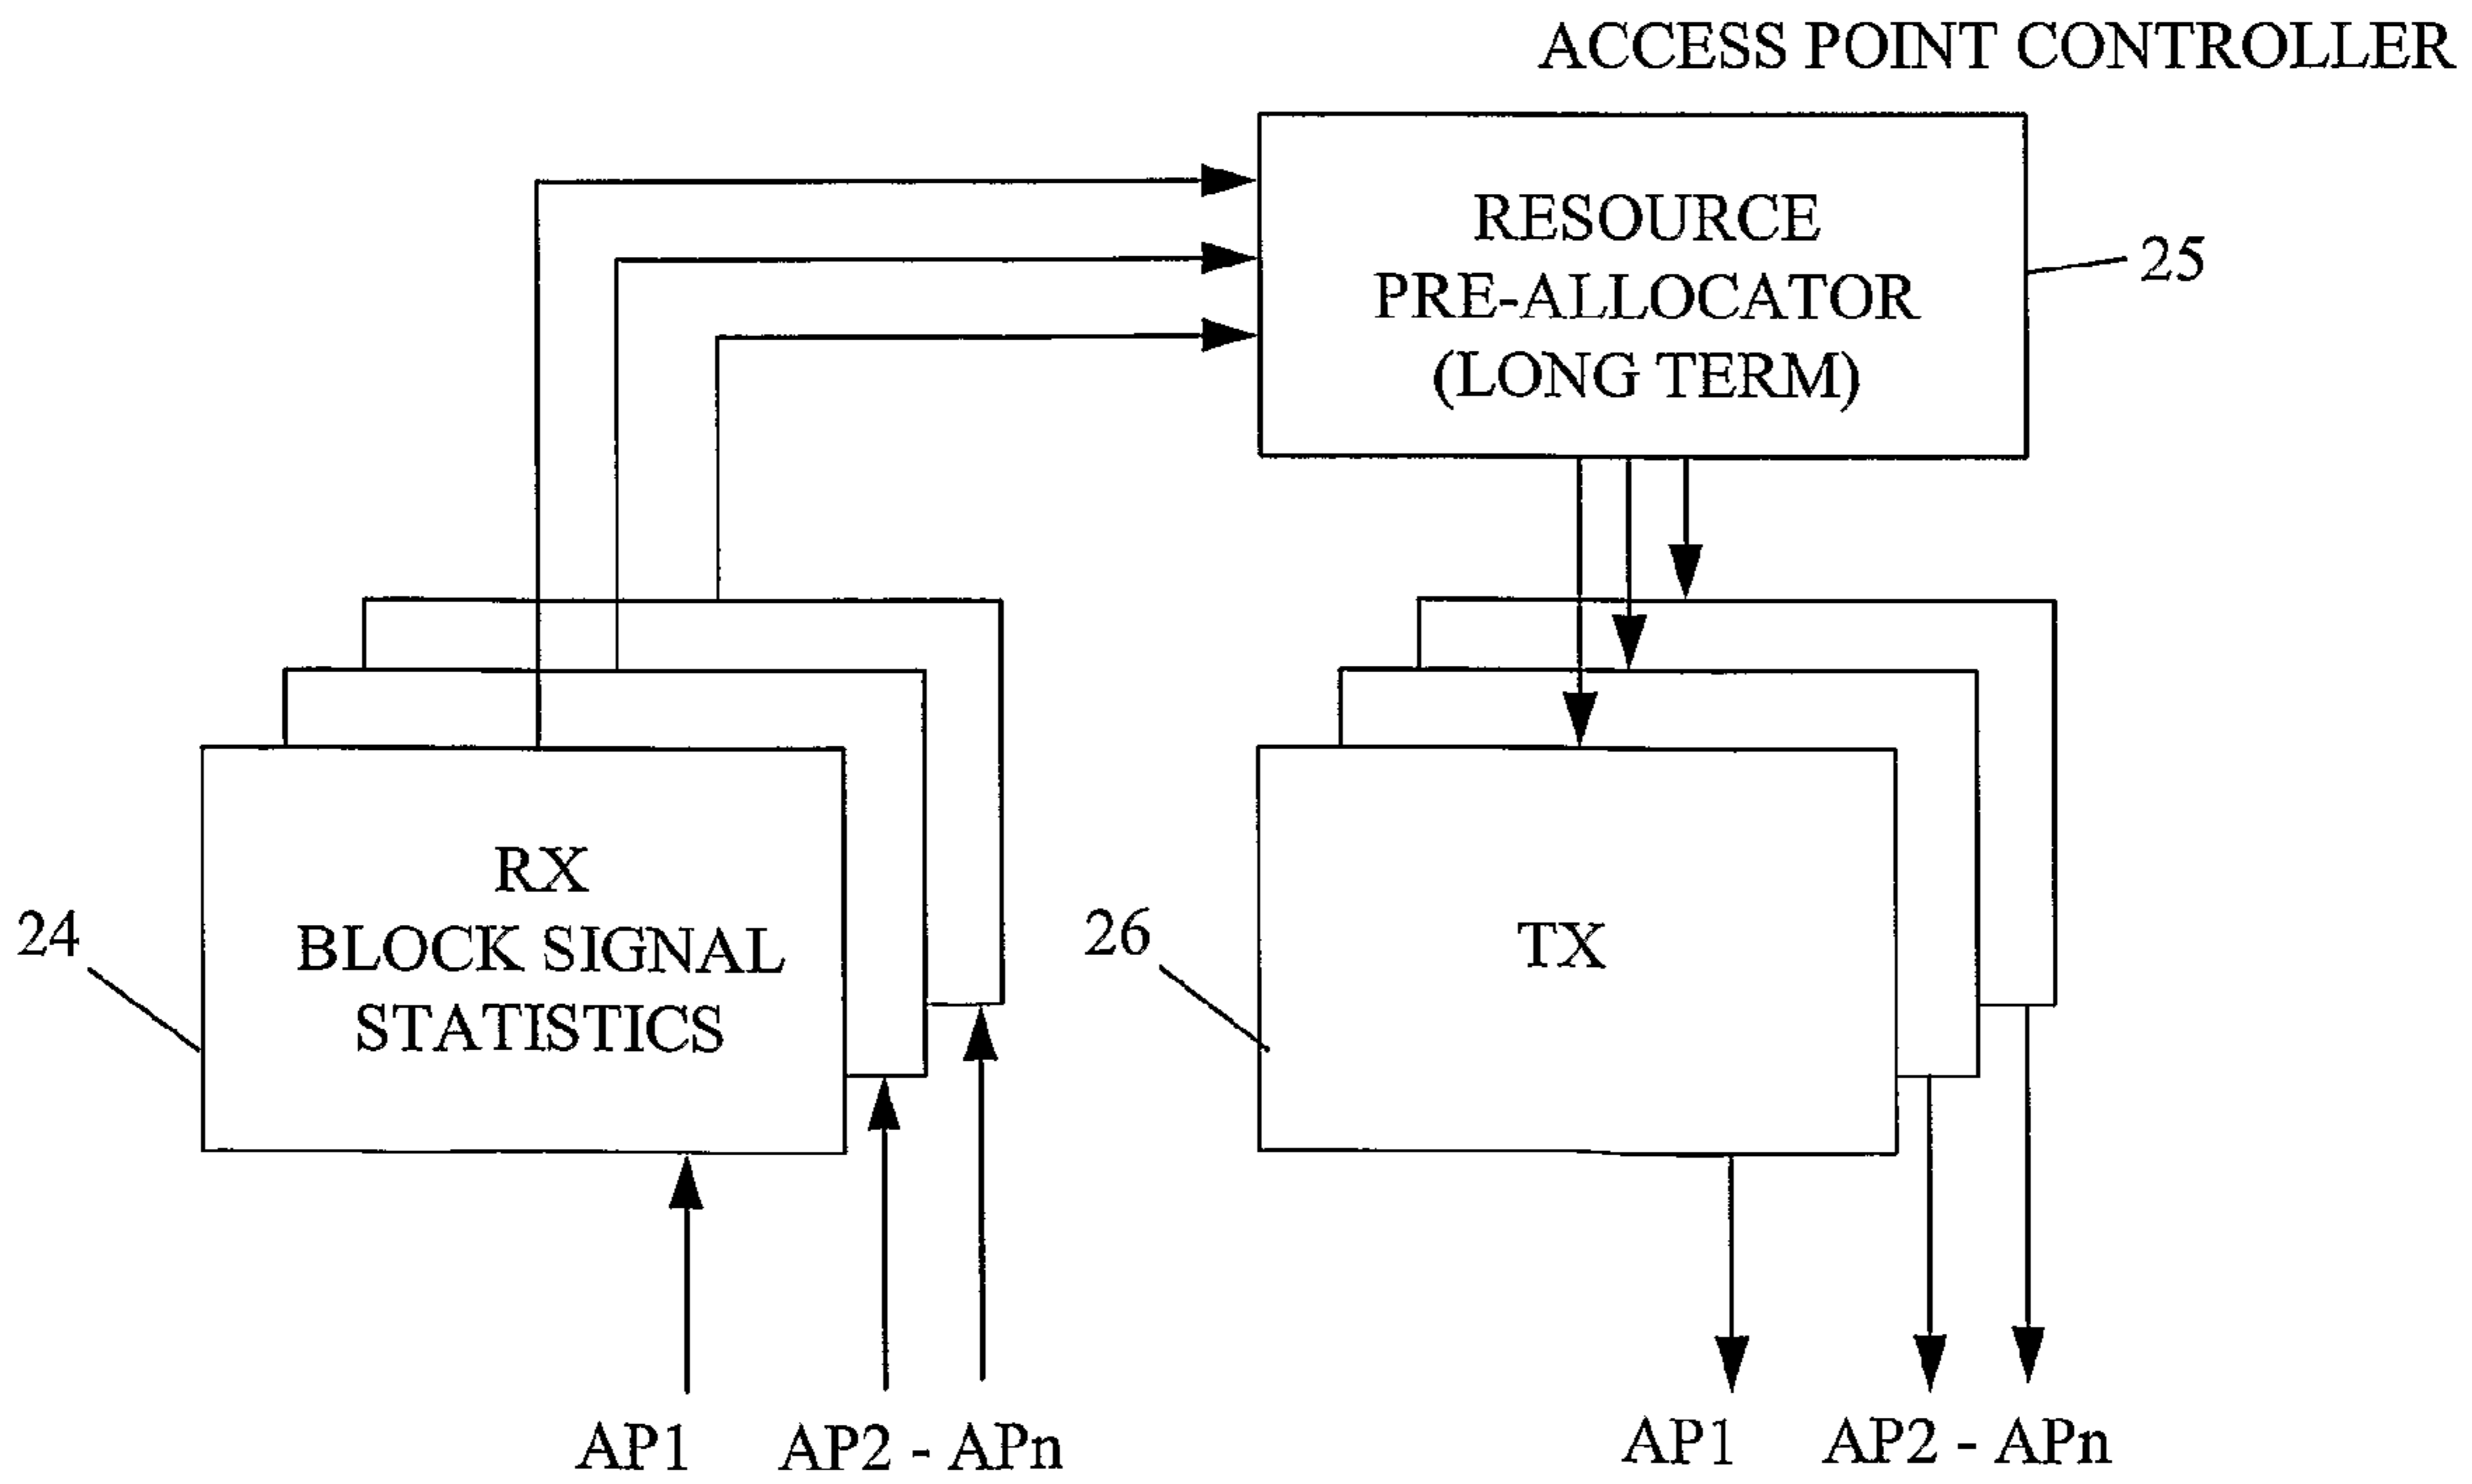 ACCESS POINT CONTROLLER
RESOURCE
PRE-ALLOCATOR
(LONG TERM)
25
RX
BLOCK SIGNAL
STATISTICS
24
TX
26
AP1
AP2 - APn
AP1
AP2 - APn